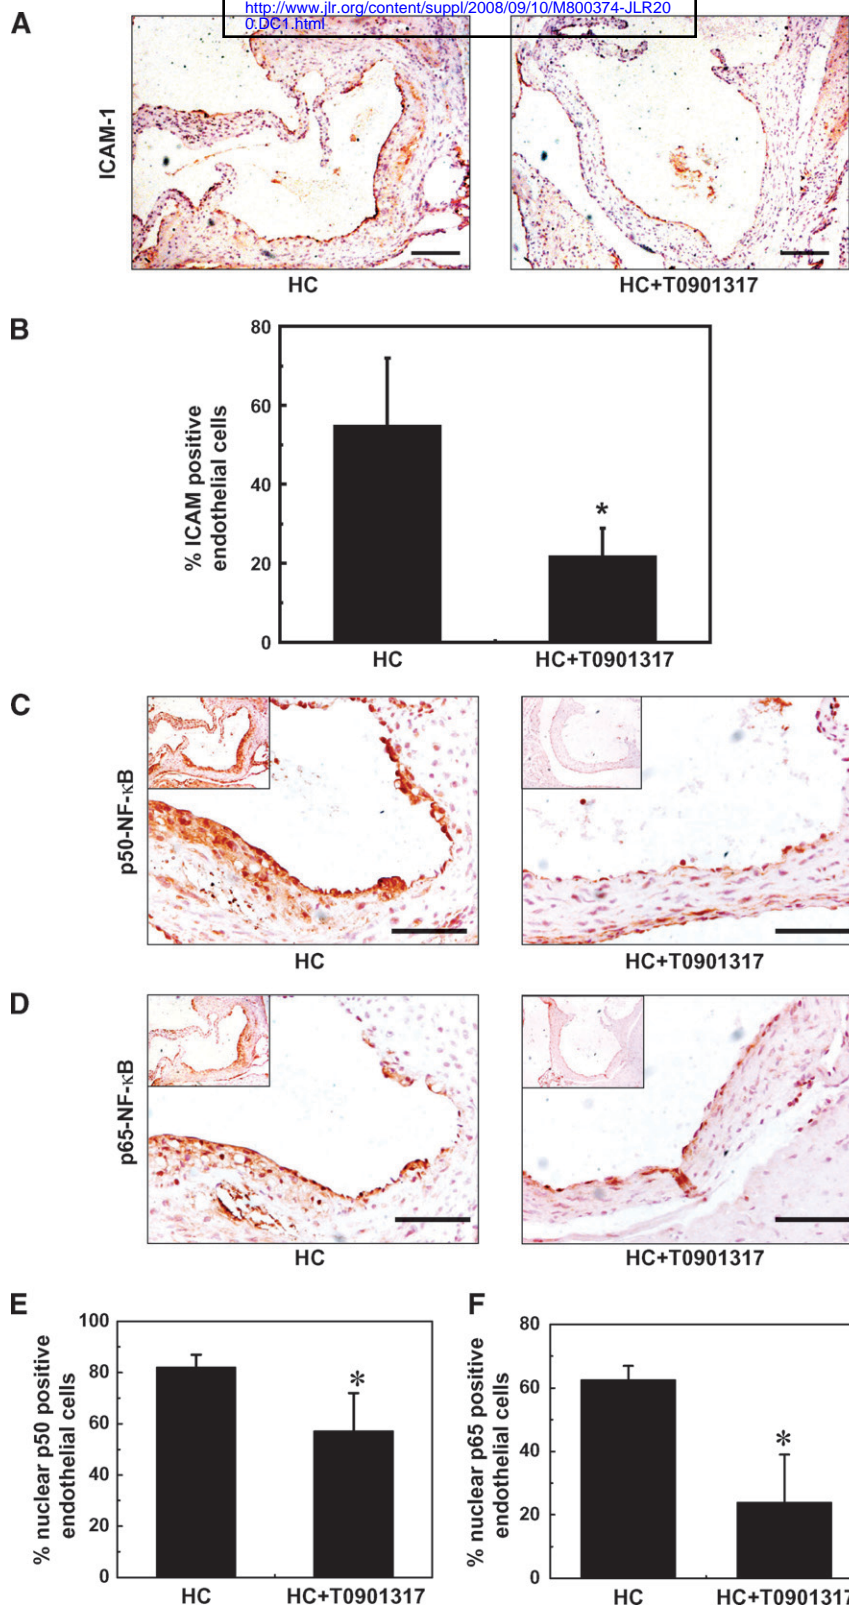 http://www.jlr.org/content/suppl/2008/09/10/M800374-JLR20
0.DC1.html
A
ICAM-1
HC
HC+T0901317
B
% ICAM positive
endothelial cells
80
60
40
20
0
*
HC
HC+T0901317
C
p50-NF-κB
HC
HC+T0901317
D
p65-NF-κB
HC
HC+T0901317
E
% nuclear p50 positive
endothelial cells
100
80
60
40
20
0
*
HC
HC+T0901317
F
% nuclear p65 positive
endothelial cells
80
60
40
20
0
*
HC
HC+T0901317